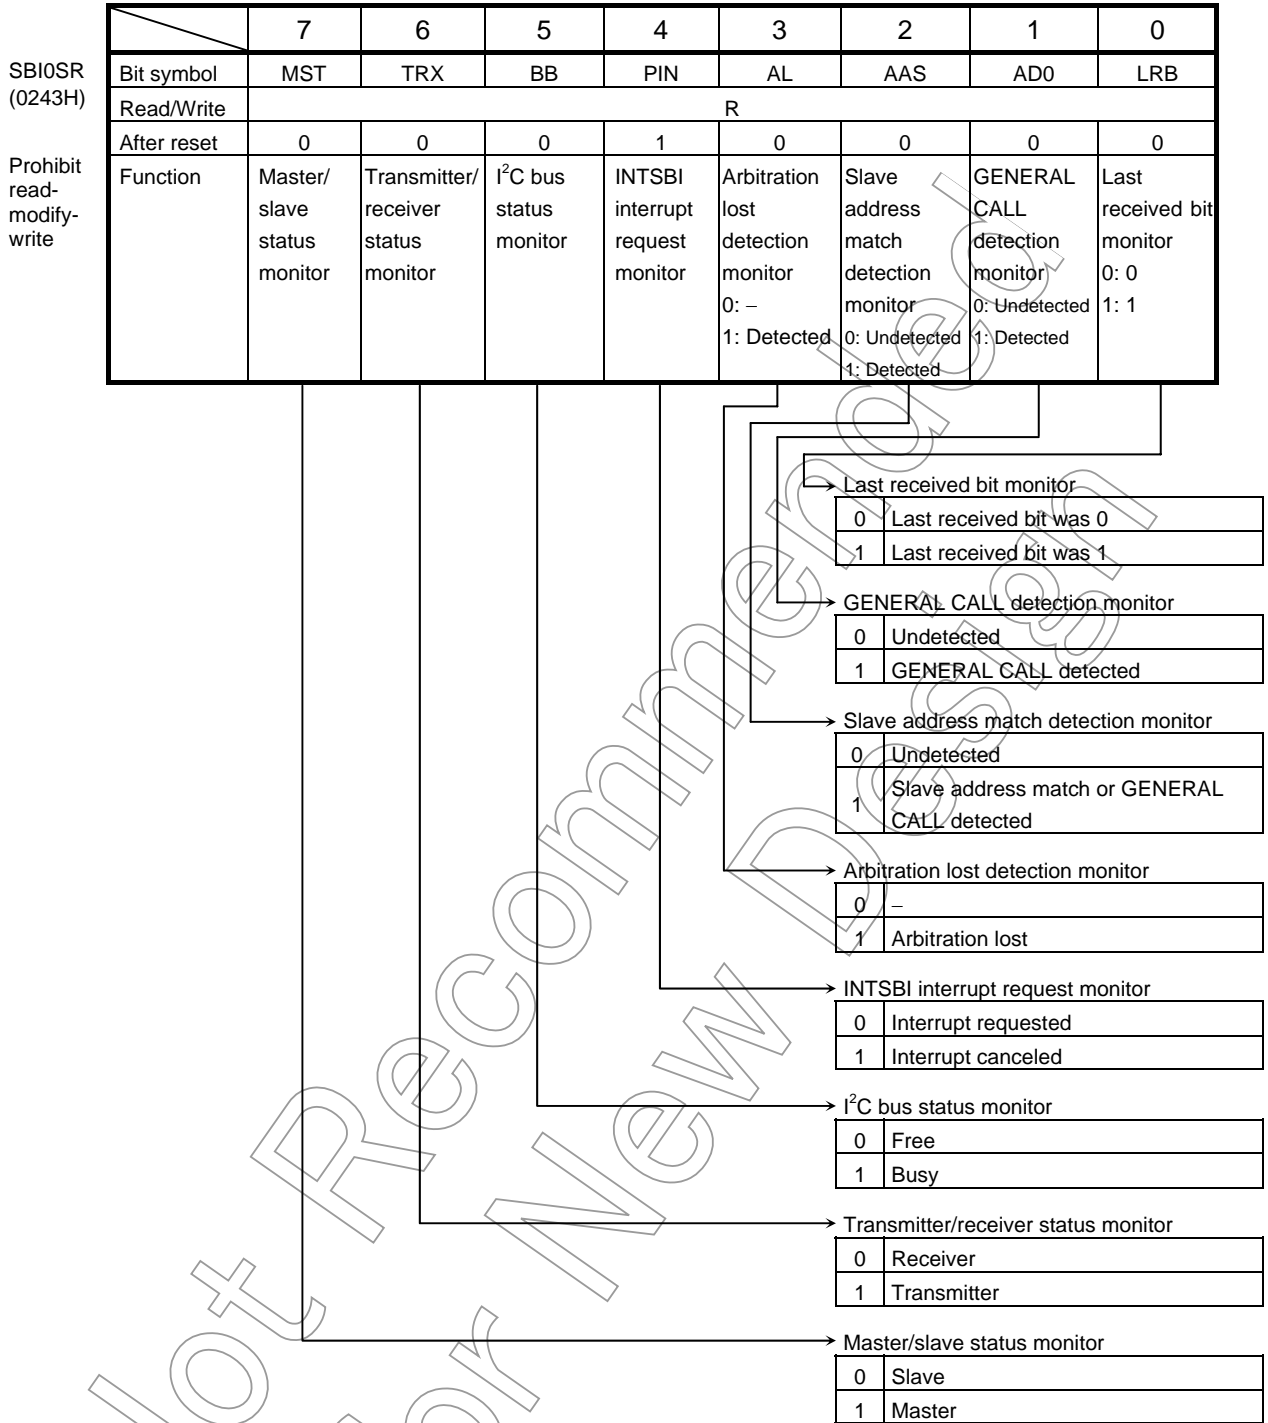 7 6 5 4 3 2 1 0
SBI0SR
(0243H)
Bit symbol MST TRX BB PIN AL AAS AD0 LRB
Read/Write R
After reset 0 0 0 1 0 0 0 0
Prohibit
read-
modify-
write
Function
Master/
slave
status
monitor
Transmitter/
receiver
status
monitor
I²C bus
status
monitor
INTSBI
interrupt
request
monitor
Arbitration
lost
detection
monitor
0: –
1: Detected
Slave
address
match
detection
monitor
0: Undetected
1: Detected
GENERAL
CALL
detection
monitor
0: Undetected
1: Detected
Last
received bit
monitor
0: 0
1: 1
Last received bit monitor
0 Last received bit was 0
1 Last received bit was 1
GENERAL CALL detection monitor
0 Undetected
1 GENERAL CALL detected
Slave address match detection monitor
0 Undetected
1 Slave address match or GENERAL
CALL detected
Arbitration lost detection monitor
0 –
1 Arbitration lost
INTSBI interrupt request monitor
0 Interrupt requested
1 Interrupt canceled
I²C bus status monitor
0 Free
1 Busy
Transmitter/receiver status monitor
0 Receiver
1 Transmitter
Master/slave status monitor
0 Slave
1 Master
Not Recommended
for New Design